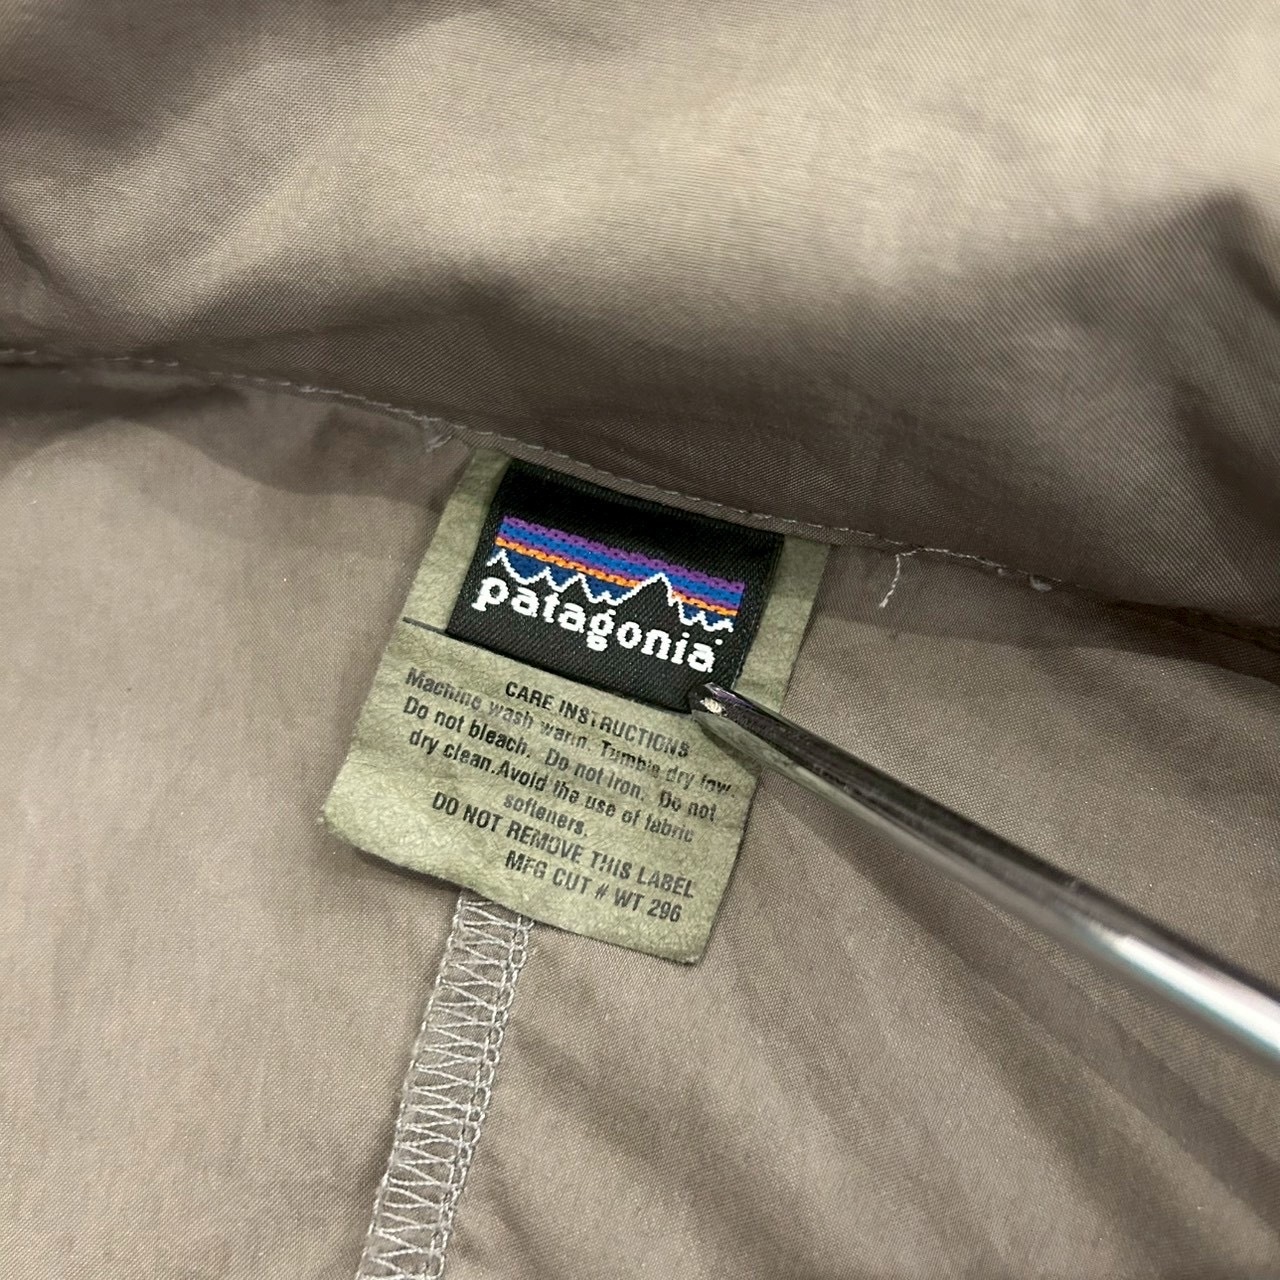 patagonia
CARE INSTRUCTIONS
Machine wash warm. Tumble dry low
Do not bleach. Do not iron. Do not
dry clean. Avoid the use of fabric
softeners.
DO NOT REMOVE THIS LABEL
MFG CUT # WT 296